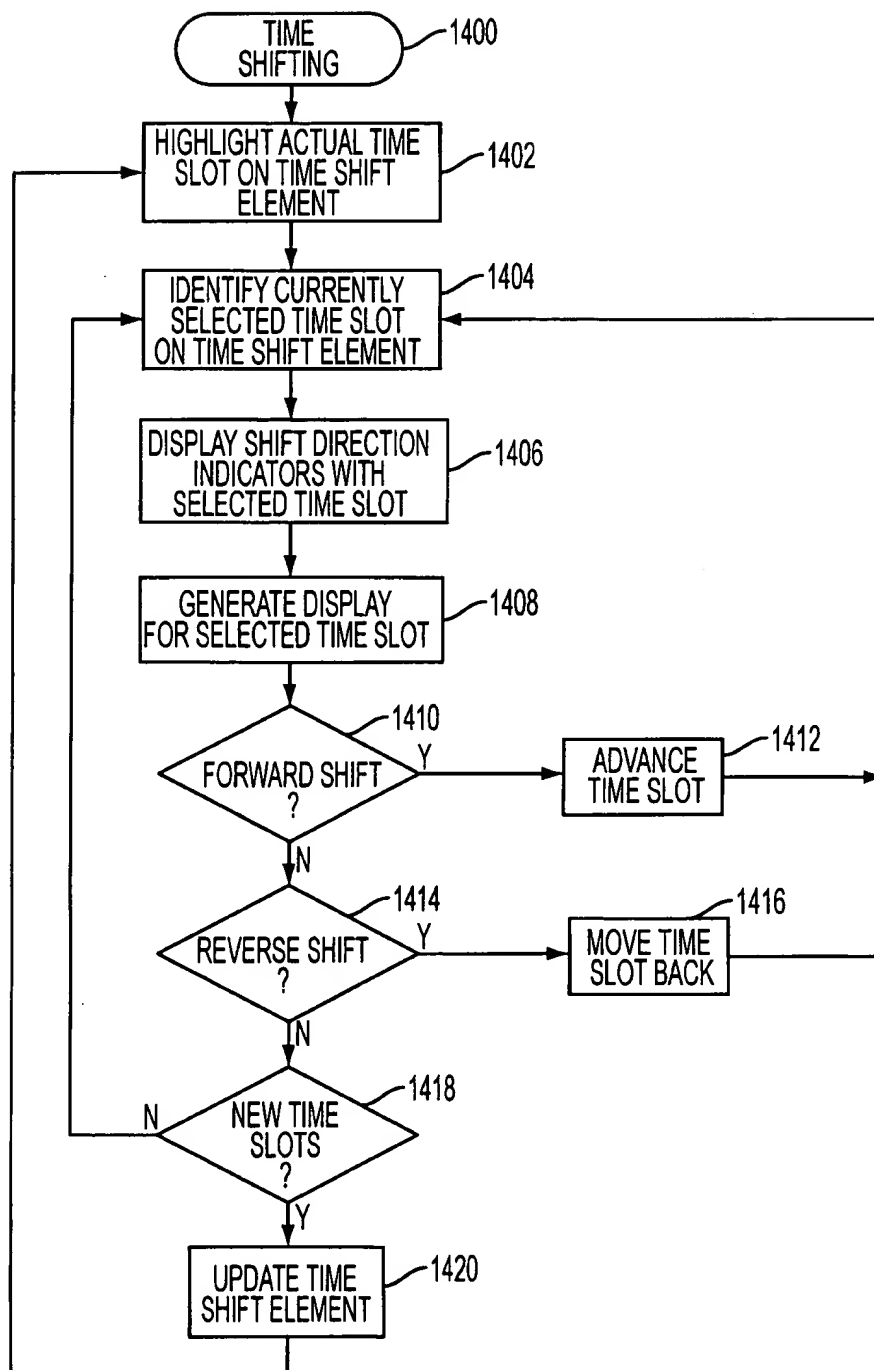 TIME
SHIFTING
1400
HIGHLIGHT ACTUAL TIME
SLOT ON TIME SHIFT
ELEMENT
1402
IDENTIFY CURRENTLY
SELECTED TIME SLOT
ON TIME SHIFT ELEMENT
1404
DISPLAY SHIFT DIRECTION
INDICATORS WITH
SELECTED TIME SLOT
1406
GENERATE DISPLAY
FOR SELECTED TIME SLOT
1408
FORWARD SHIFT
?
1410
Y
ADVANCE
TIME SLOT
1412
N
REVERSE SHIFT
?
1414
Y
MOVE TIME
SLOT BACK
1416
N
NEW TIME
SLOTS
?
1418
N
Y
UPDATE TIME
SHIFT ELEMENT
1420